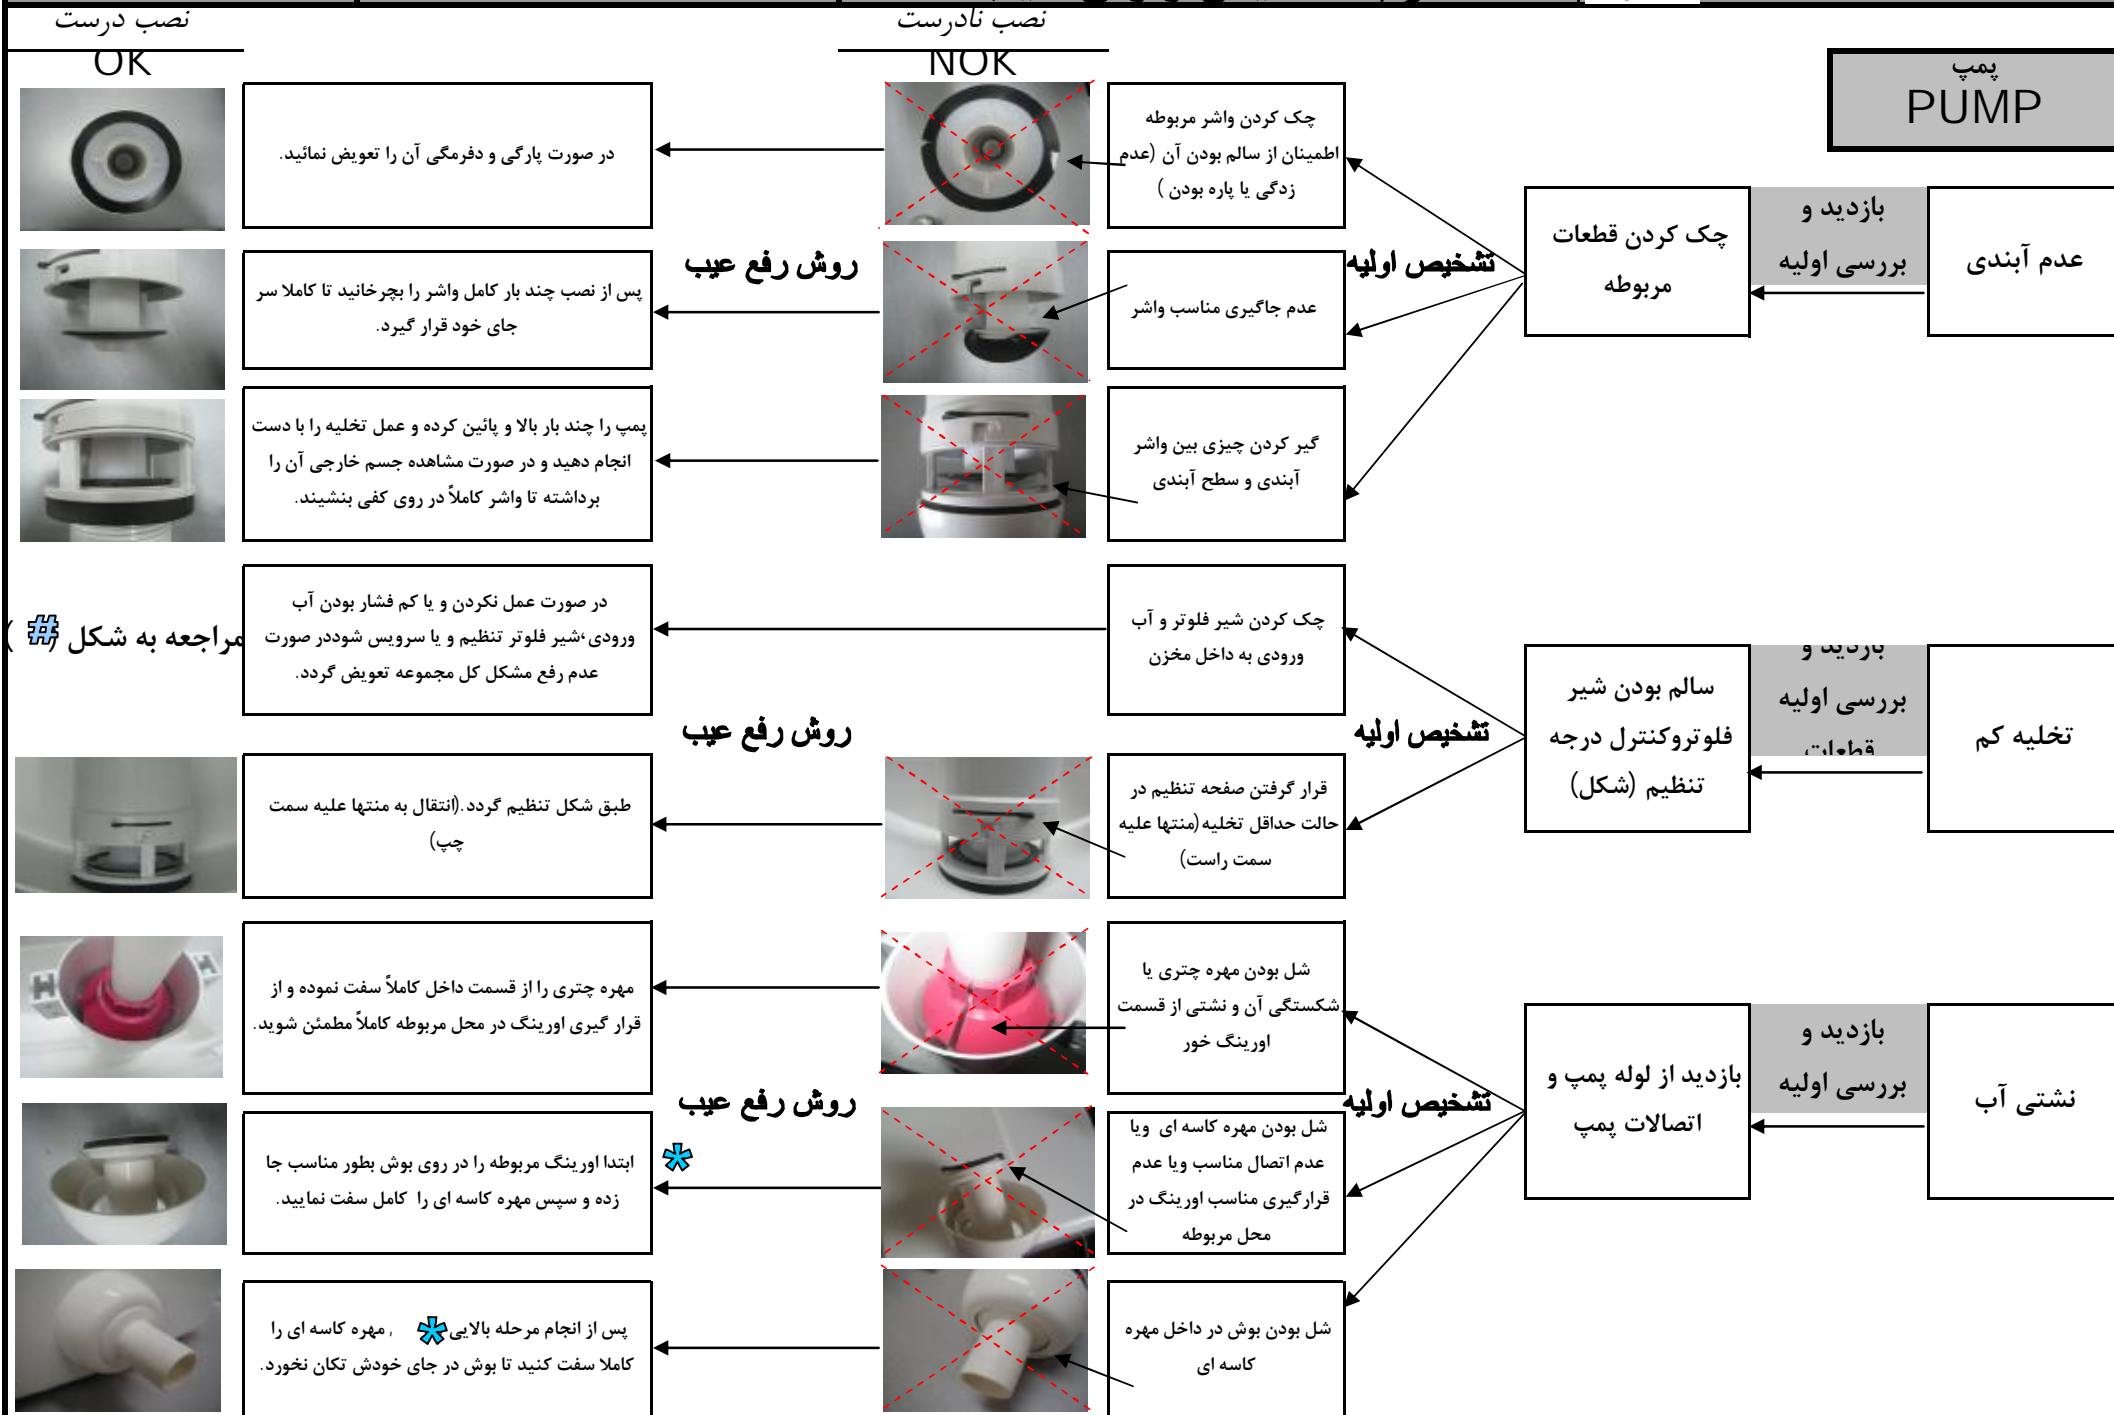 نصب نادرست
نصب درست
NOK
OK
پمپ
PUMP
عدم آبندی
بازدید و
بررسی اولیه
چک کردن قطعات
مربوطه
تشخیص اولیه
چک کردن واشر مربوطه
اطمینان از سالم بودن آن (عدم
زدگی یا پاره بودن )
در صورت پارگی و دفرمگی آن را تعویض نمائید.
عدم جاگیری مناسب واشر
روش رفع عیب
پس از نصب چند بار کامل واشر را بچرخانید تا کاملا سر
جای خود قرار گیرد.
گیر کردن چیزی بین واشر
آبندی و سطح آبندی
پمپ را چند بار بالا و پائین کرده و عمل تخلیه را با دست
انجام دهید و در صورت مشاهده جسم خارجی آن را
برداشته تا واشر کاملاً در روی کفی بنشیند.
تخلیه کم
بازدید و
بررسی اولیه
قطعات
سالم بودن شیر
فلوتروکنترل درجه
تنظیم (شکل)
تشخیص اولیه
چک کردن شیر فلوتر و آب
ورودی به داخل مخزن
در صورت عمل نکردن و یا کم فشار بودن آب
ورودی،شیر فلوتر تنظیم و یا سرویس شوددر صورت
عدم رفع مشکل کل مجموعه تعویض گردد.
مراجعه به شکل (#)
روش رفع عیب
قرار گرفتن صفحه تنظیم در
حالت حداقل تخلیه(منتها علیه
سمت راست)
طبق شکل تنظیم گردد.(انتقال به منتها علیه سمت
چپ)
نشتی آب
بازدید و
بررسی اولیه
بازدید از لوله پمپ و
اتصالات پمپ
تشخیص اولیه
شل بودن مهره چتری یا
شکستگی آن و نشتی از قسمت
اورینگ خور
مهره چتری را از قسمت داخل کاملاً سفت نموده و از
قرار گیری اورینگ در محل مربوطه کاملاً مطمئن شوید.
روش رفع عیب
شل بودن مهره کاسه ای ویا
عدم اتصال مناسب ویا عدم
قرارگیری مناسب اورینگ در
محل مربوطه
*
ابتدا اورینگ مربوطه را در روی بوش بطور مناسب جا
زده و سپس مهره کاسه ای را کامل سفت نمایید.
شل بودن بوش در داخل مهره
کاسه ای
پس از انجام مرحله بالایی * , مهره کاسه ای را
کاملا سفت کنید تا بوش در جای خودش تکان نخورد.